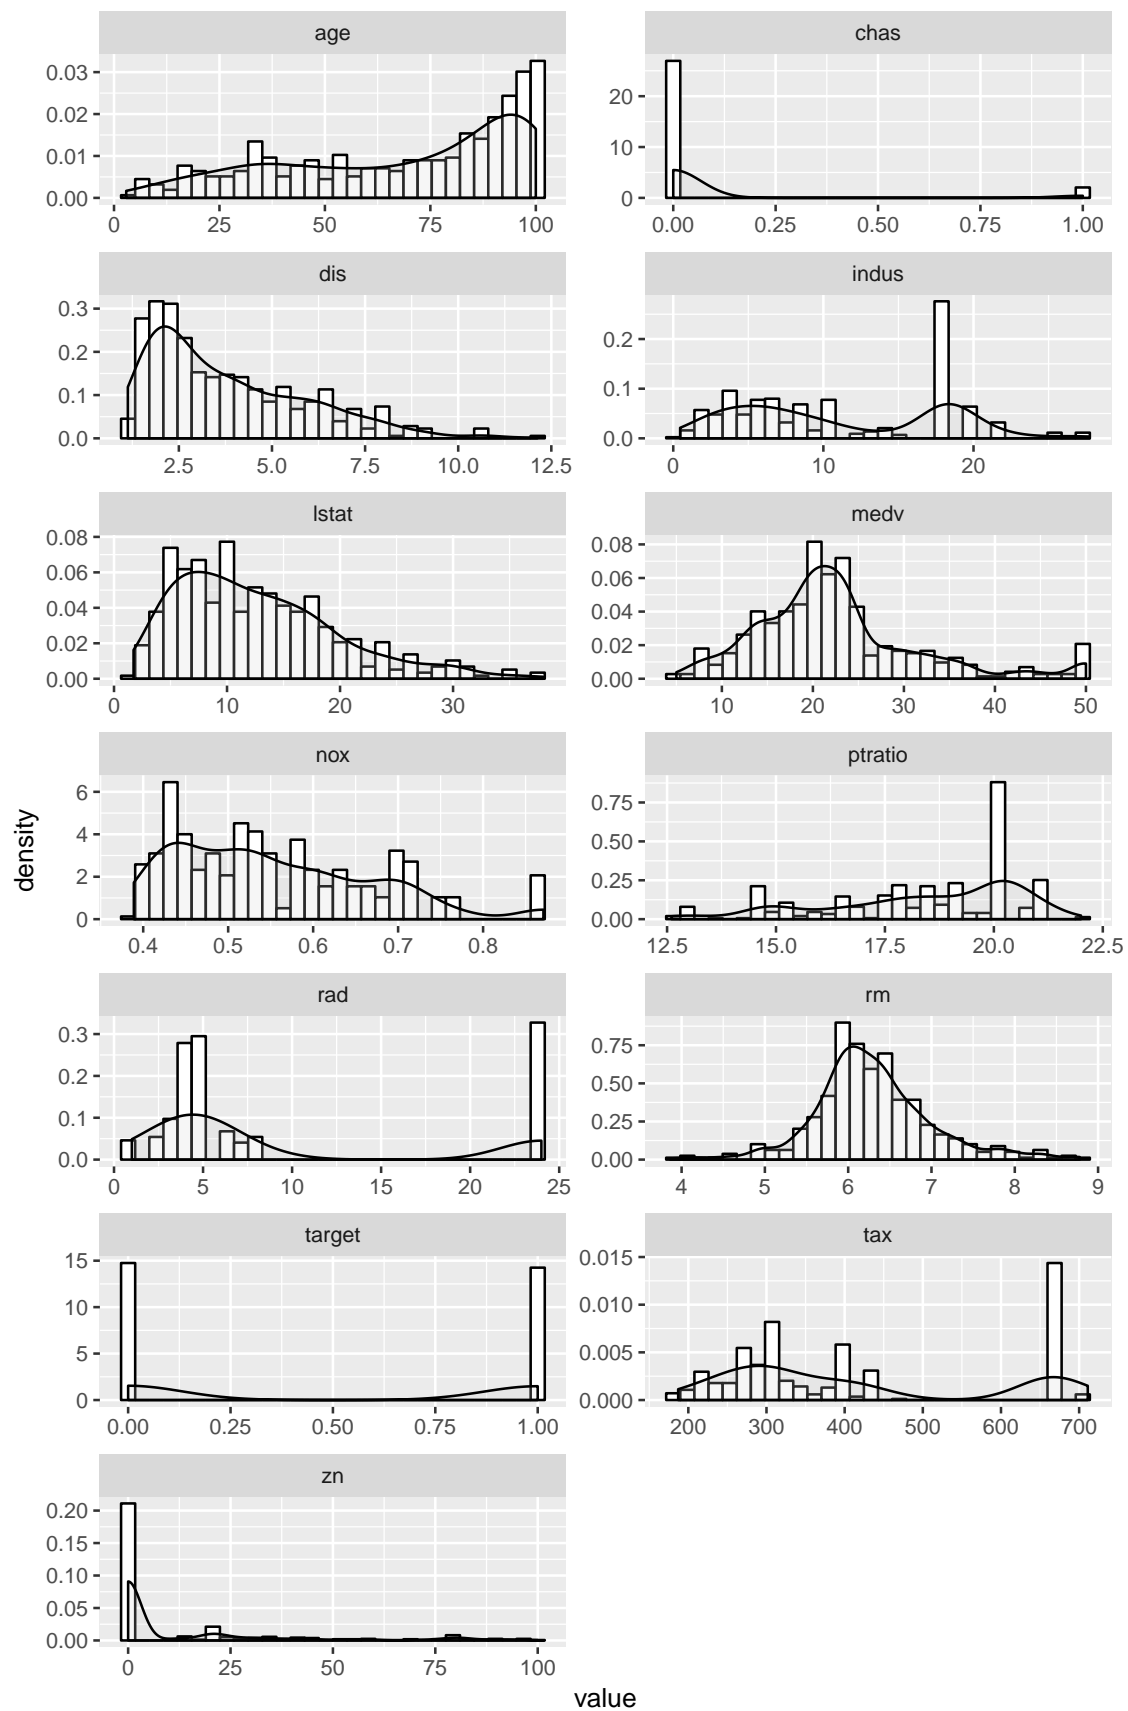 age
0.03
0.02
0.01
0.00
0 25 50 75 100
chas
20
10
0
0.00 0.25 0.50 0.75 1.00
dis
0.3
0.2
0.1
0.0
2.5 5.0 7.5 10.0 12.5
indus
0.2
0.1
0.0
0 10 20
lstat
0.08
0.06
0.04
0.02
0.00
0 10 20 30
medv
0.08
0.06
0.04
0.02
0.00
10 20 30 40 50
nox
6
4
2
0
0.4 0.5 0.6 0.7 0.8
ptratio
0.75
0.50
0.25
0.00
12.5 15.0 17.5 20.0 22.5
density
rad
0.3
0.2
0.1
0.0
0 5 10 15 20 25
rm
0.75
0.50
0.25
0.00
4 5 6 7 8 9
target
15
10
5
0
0.00 0.25 0.50 0.75 1.00
tax
0.015
0.010
0.005
0.000
200 300 400 500 600 700
zn
0.20
0.15
0.10
0.05
0.00
0 25 50 75 100
value